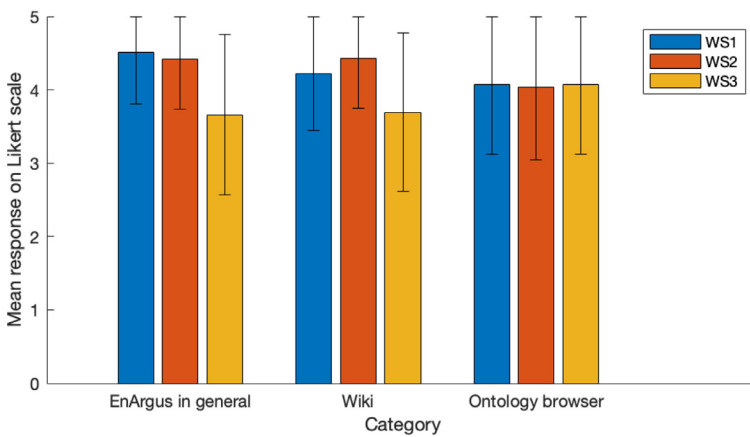 Mean response on Likert scale
5
4
3
2
1
0
EnArgus in general
Wiki
Ontology browser
Category
WS1
WS2
WS3